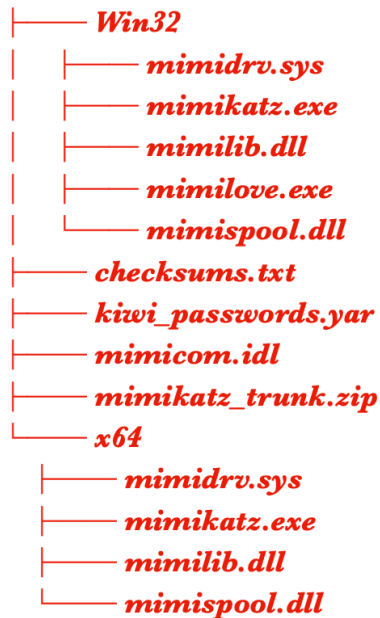 Win32
mimidrv.sys
mimikatz.exe
mimilib.dll
mimilove.exe
mimispool.dll
checksums.txt
kiwi_passwords.yar
mimicom.idl
mimikatz_trunk.zip
x64
mimidrv.sys
mimikatz.exe
mimilib.dll
mimispool.dll